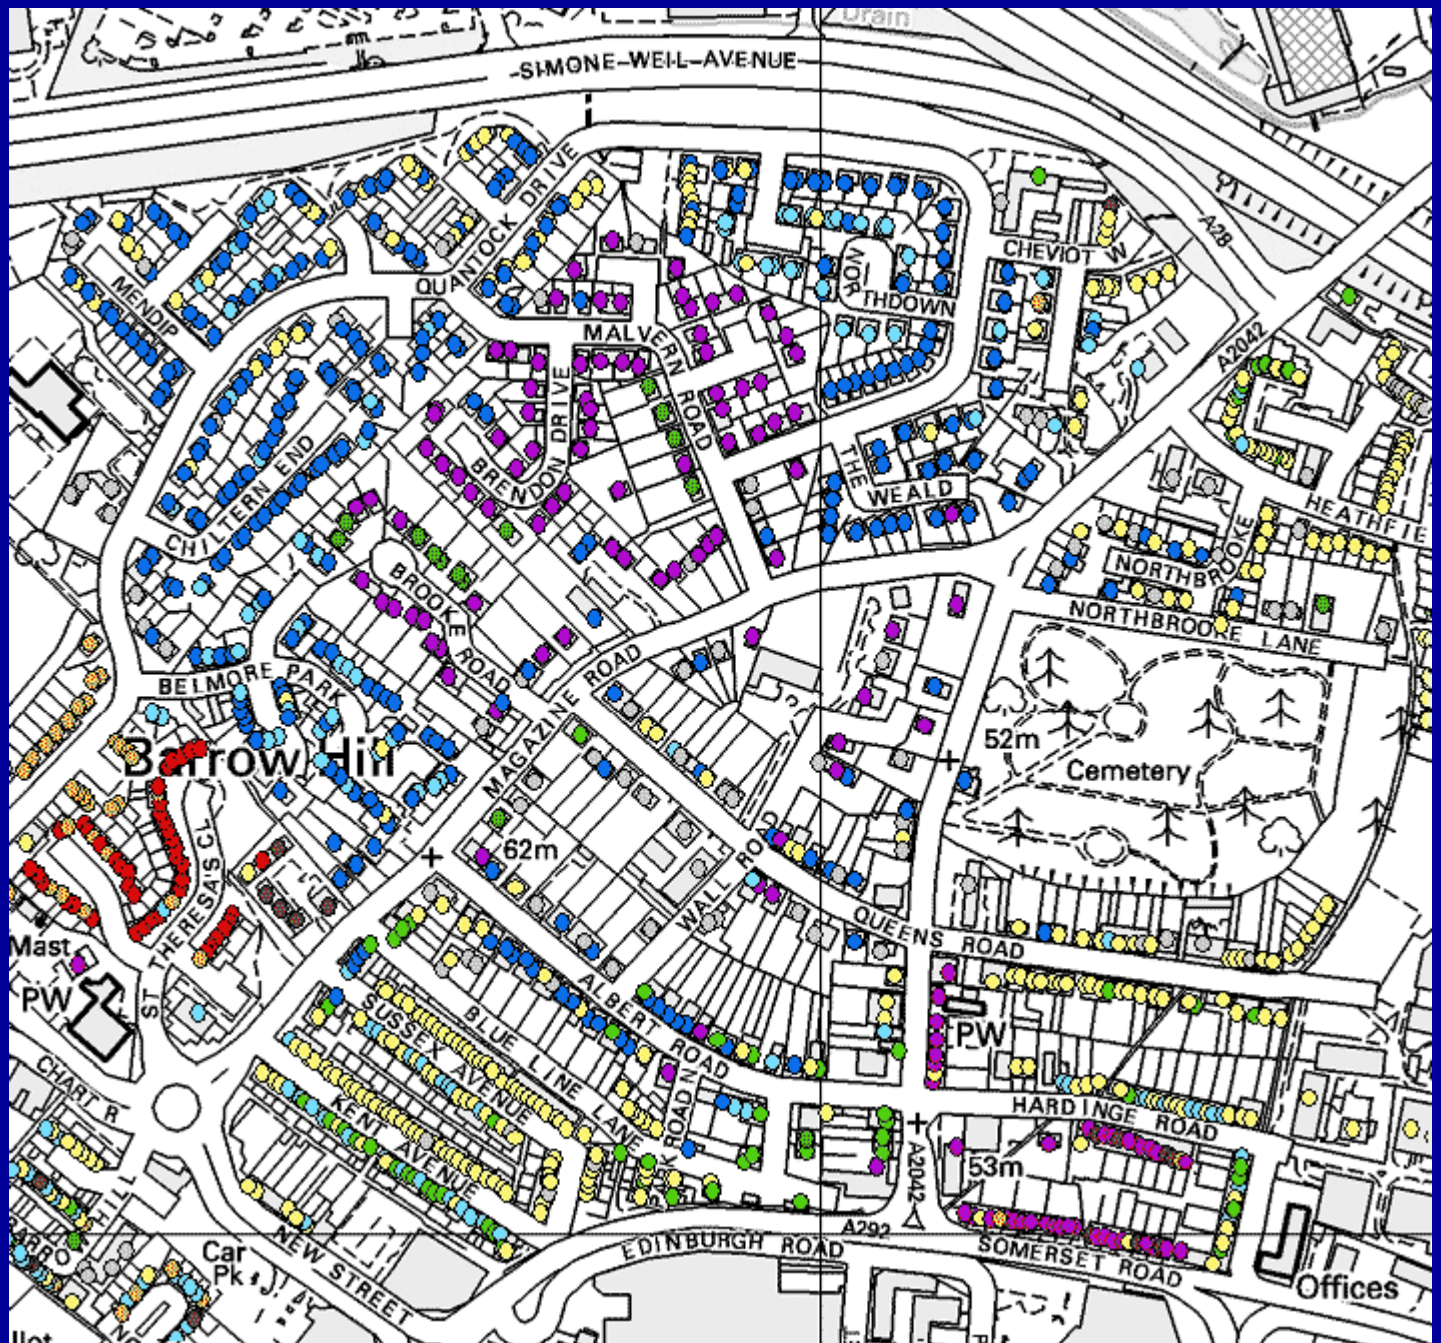 Drain
SIMONE-WEIL-AVENUE
QUANTOCK DRIVE
A28
CHEVIOT W
MENDIP
THDOWN
MALVERN ROAD
A2042
BRENDON DRIVE
CHILTERN END
THE WEALD
HEATHFIE
NORTHBROOKE
BROOKE ROAD
NORTHBROOKE LANE
BELMORE PARK
MAGAZINE ROAD
52m
Barrow Hill
Cemetery
62m
WALL RO
ST THERESAS CL
QUEENS ROAD
Mast
PW
ALBERT ROAD
SUSSEX AVENUE
BLUE LINE LANE
PW
CHART R
KENT AVENUE
HARDINGE ROAD
53m
A2042
A292
NEW STREET
EDINBURGH ROAD
SOMERSET ROAD
Car
Pk
Offices